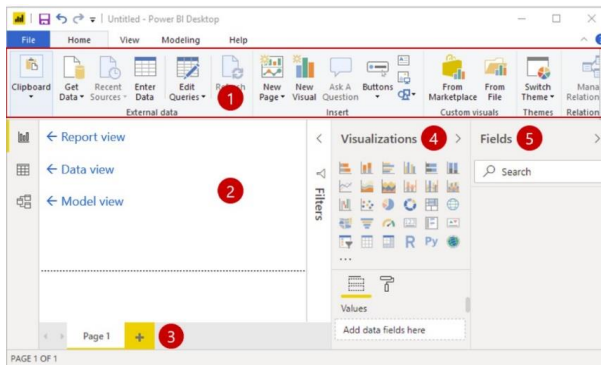 Untitled - Power BI Desktop
File Home View Modeling Help
Clipboard
Get Data
Recent Sources
Enter Data
Edit Queries
1
New Page
New Visual
Ask A Question
Buttons
From Marketplace
From File
Switch Theme
External data
Insert
Custom visuals
Themes
← Report view
← Data view
← Model view
2
Filters
Visualizations 4
R Py
Values
Add data fields here
Fields 5
Search
Page 1 + 3
PAGE 1 OF 1